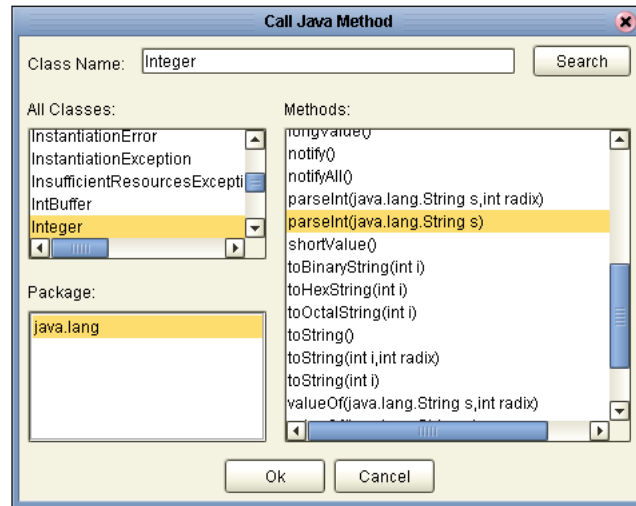 Call Java Method
Class Name:
Integer
Search
All Classes:
InstantiationError
InstantiationException
InsufficientResourcesExcepti
IntBuffer
Integer
Package:
java.lang
Methods:
longValue()
notify()
notifyAll()
parseInt(java.lang.String s,int radix)
parseInt(java.lang.String s)
shortValue()
toBinaryString(int i)
toHexString(int i)
toOctalString(int i)
toString()
toString(int i,int radix)
toString(int i)
valueOf(java.lang.String s,int radix)
Ok
Cancel